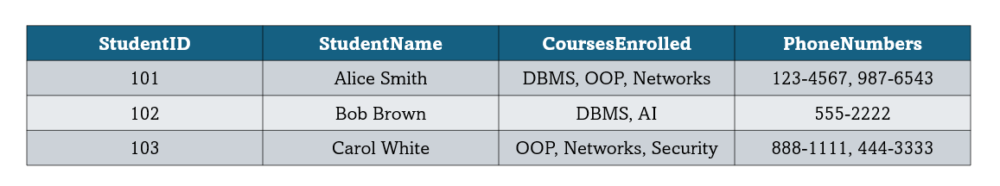 StudentID StudentName CoursesEnrolled PhoneNumbers
101 Alice Smith DBMS, OOP, Networks 123-4567, 987-6543
102 Bob Brown DBMS, AI 555-2222
103 Carol White OOP, Networks, Security 888-1111, 444-3333